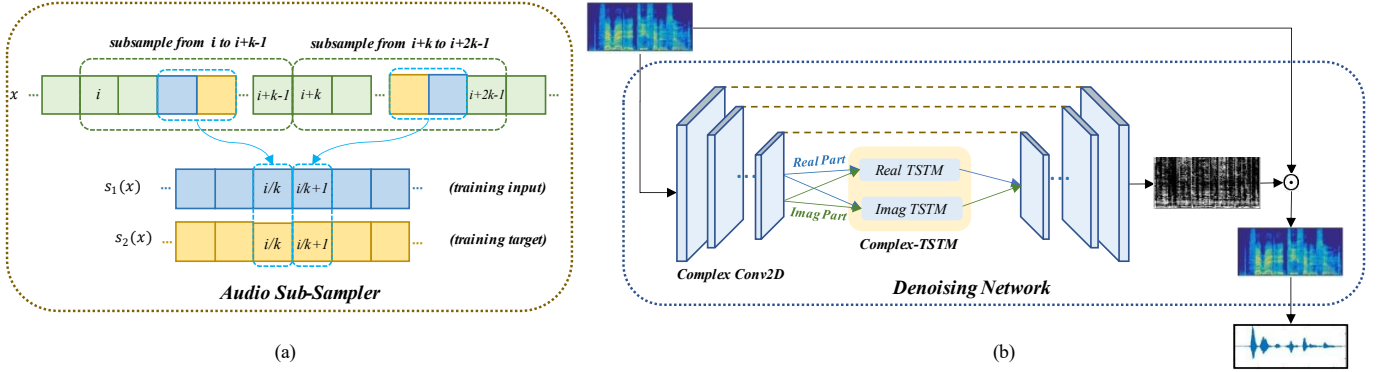 subsample from i to i+k-1 subsample from i+k to i+2k-1
x ... i ... i+k-1 i+k ... i+2k-1 ...
s₁(x) ... i/k i/k+1 ... (training input)
s₂(x) ... i/k i/k+1 ... (training target)
Audio Sub-Sampler
(a)
...
Real Part
Real TSTM
...
Imag Part
Imag TSTM
Complex-TSTM
Complex Conv2D
Denoising Network
(b)